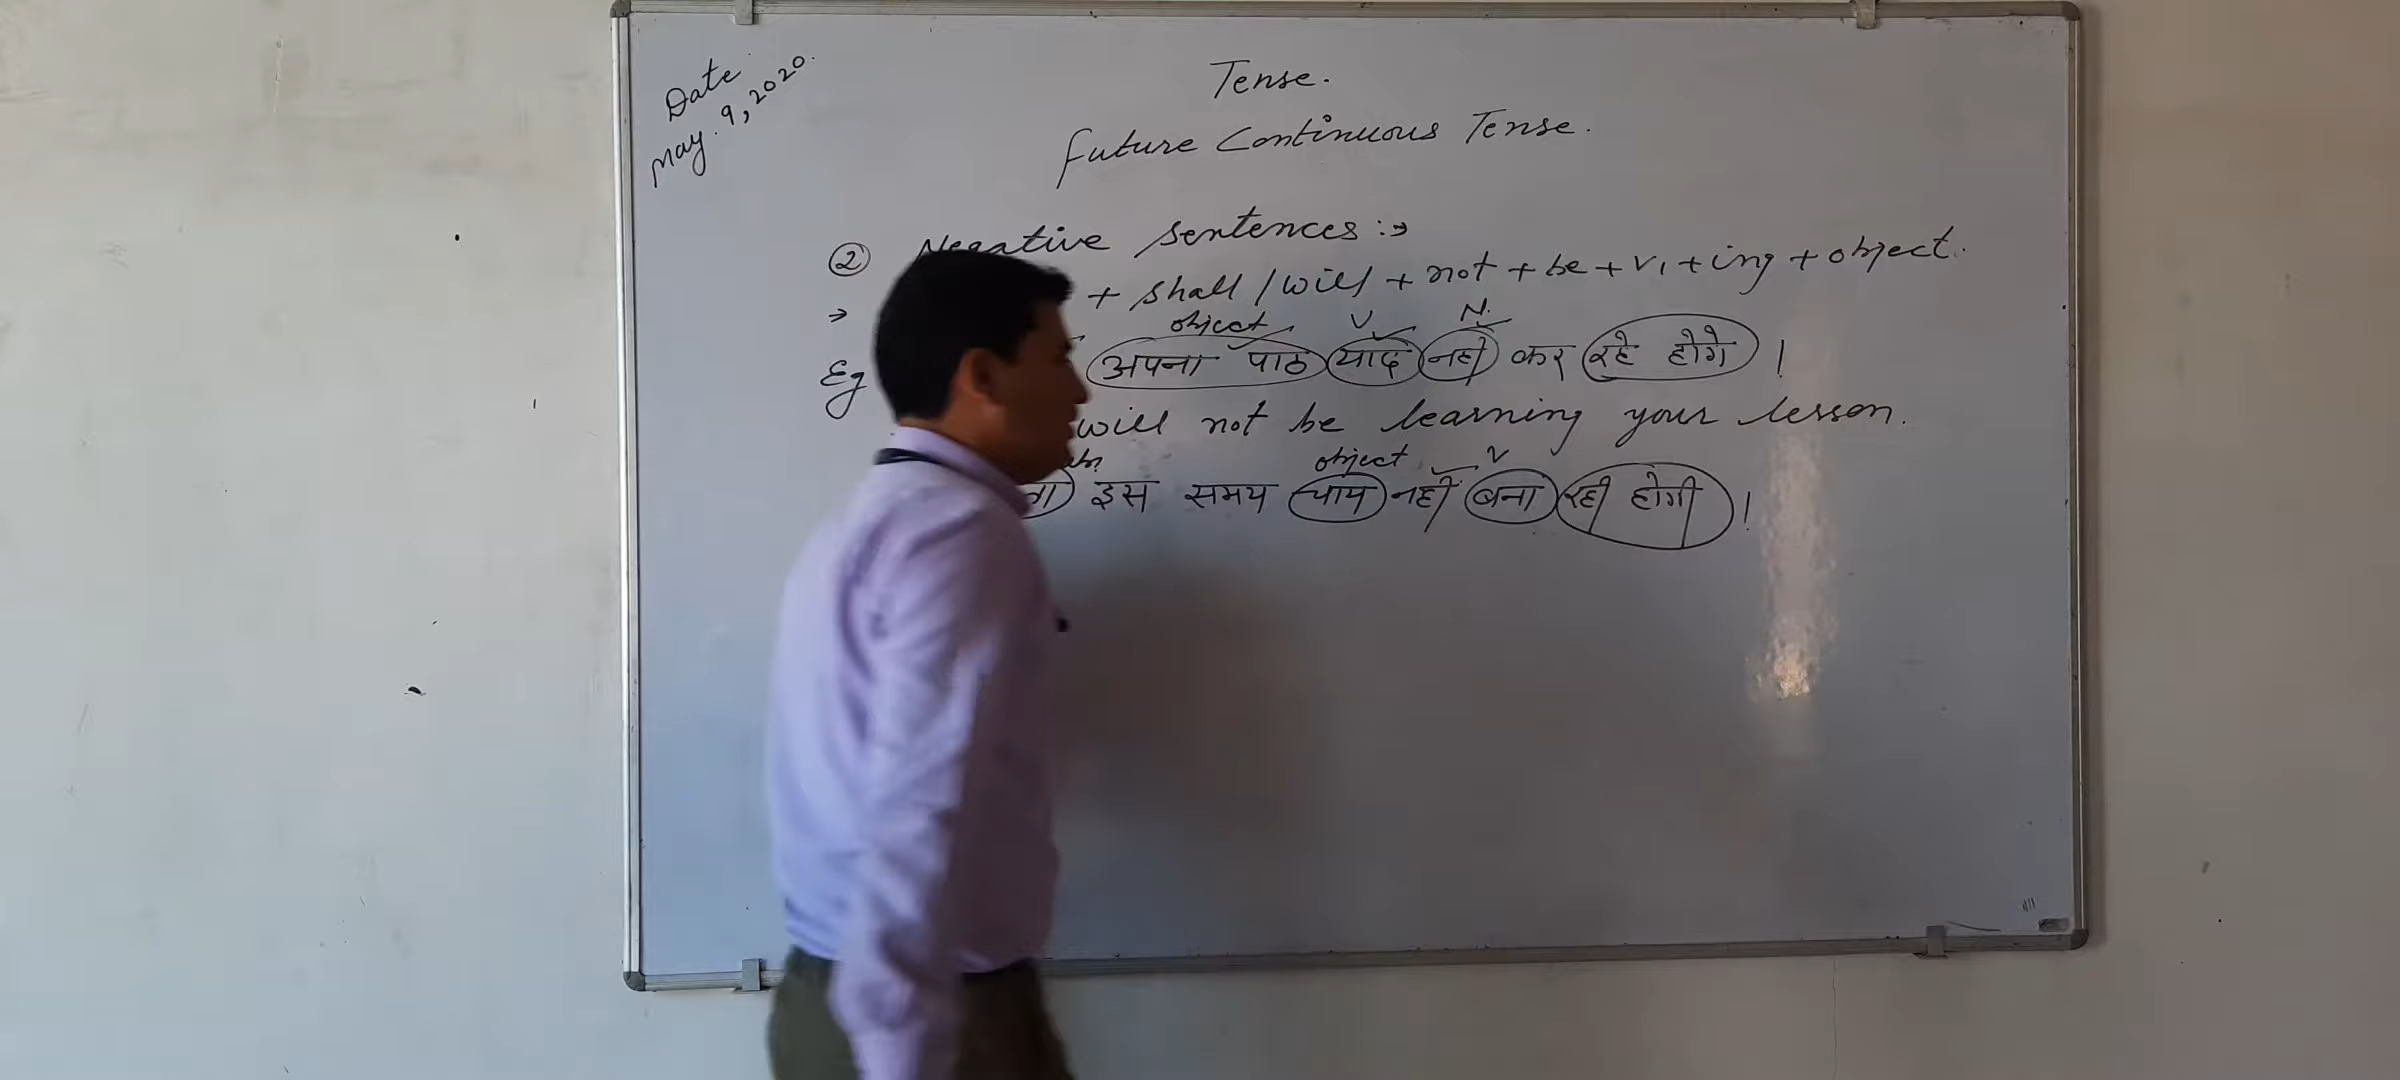 Date
May. 9, 2020.
Tense.
Future Continuous Tense.
② Negative sentences :→
→ + shall / will + not + be + V1 + ing + object.
object V N.
Eg अपना पाठ याद नहीं कर रहे होगे ।
will not be learning your lesson.
object V
इस समय चाय नहीं बना रही होगी ।